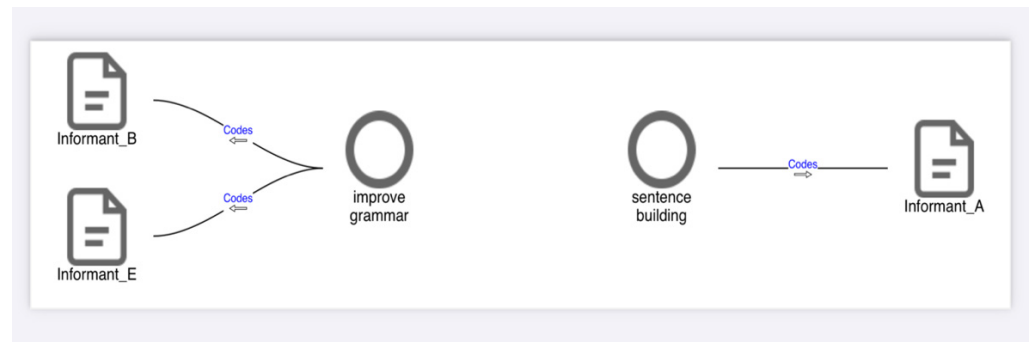 Informant_B
Codes
improve
grammar
Codes
Informant_E
sentence
building
Codes
Informant_A